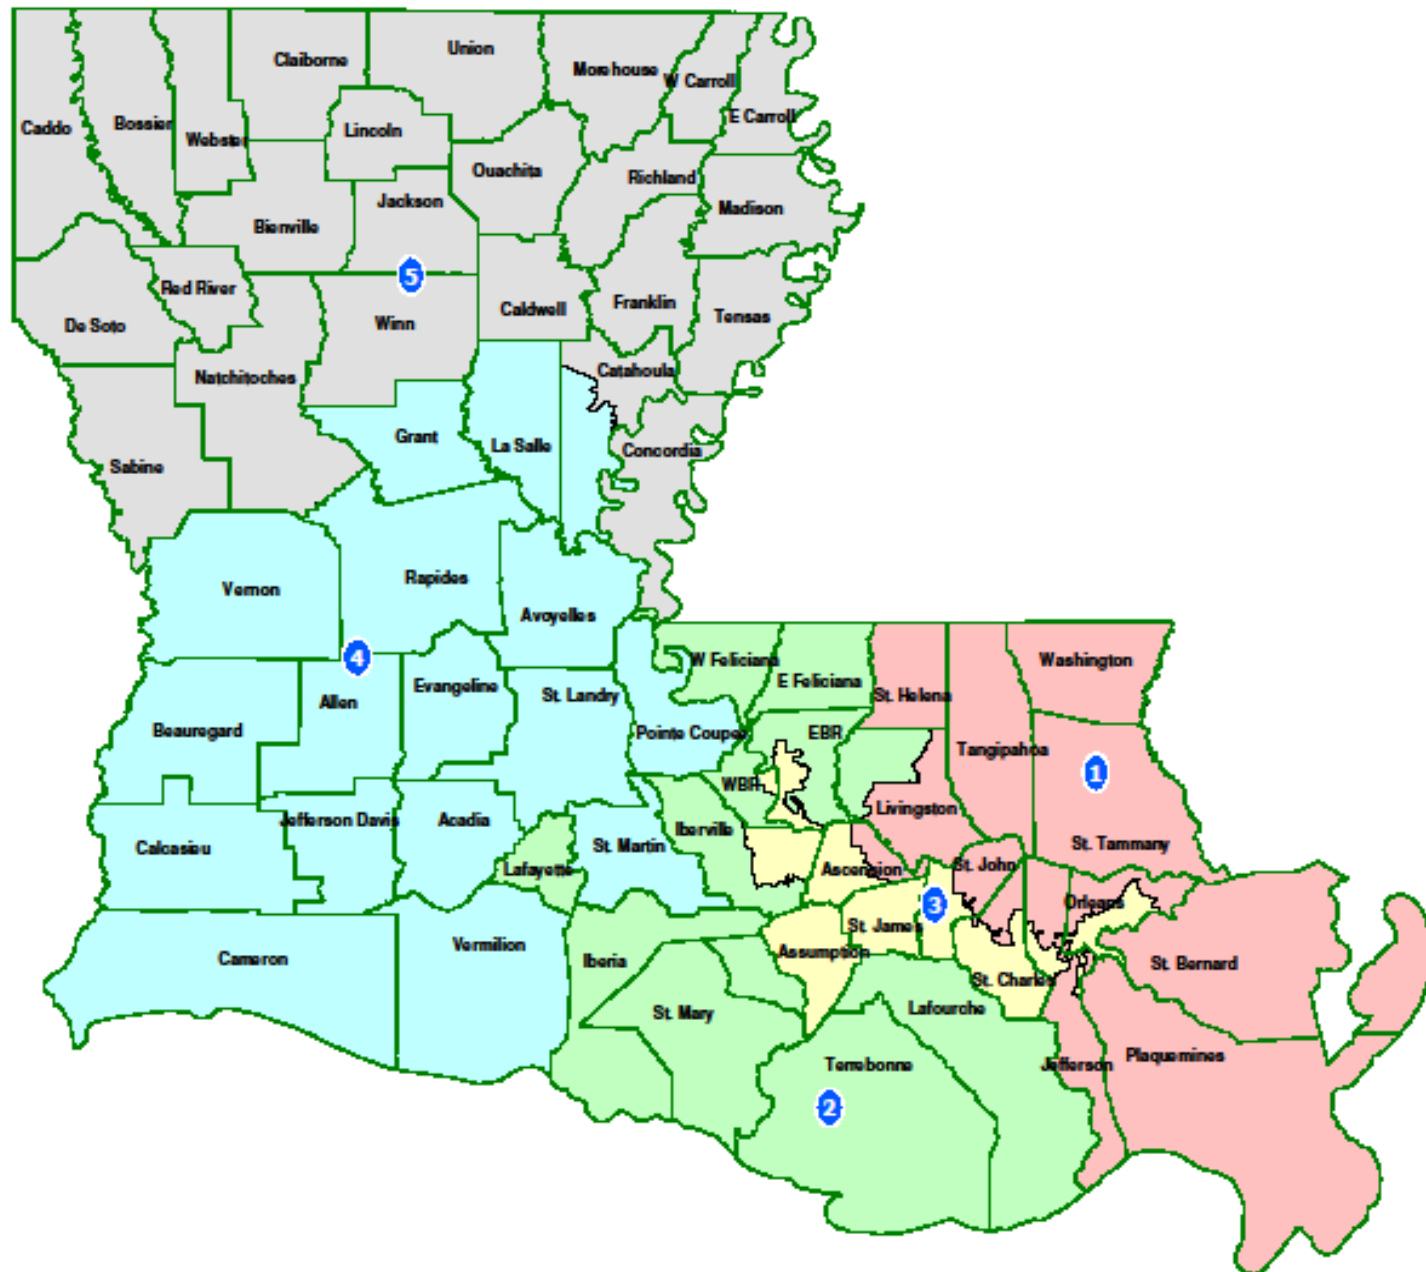 Claiborne
Union
Morehouse
W Carroll
E Carroll
Caddo
Bossier
Webster
Lincoln
Ouachita
Richland
Madison
Jackson
Bienville
5
Red River
De Soto
Winn
Caldwell
Franklin
Tensas
Natchitoches
Catahoula
Sabine
Grant
La Salle
Concordia
Vernon
Rapides
Avoyelles
4
W Feliciana
E Feliciana
St. Helena
Washington
Beauregard
Allen
Evangeline
St. Landry
Pointe Coupee
EBR
Tangipahoa
1
WBR
Livingston
St. Tammany
Calcasieu
Jefferson Davis
Acadia
St. Martin
Iberville
Lafayette
Ascension
St. John
Orleans
3
St. James
Cameron
Vermilion
Iberia
Assumption
St. Charles
St. Bernard
St. Mary
Lafourche
Terrebonne
Jefferson
Plaquemines
2